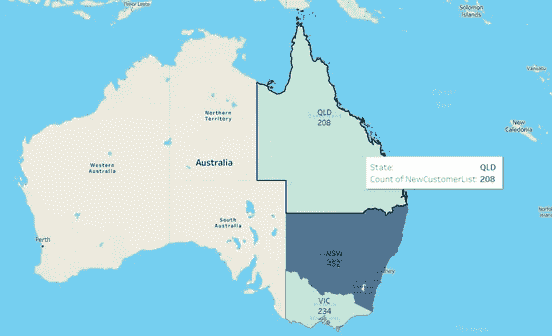 Solomon
Islands
QLD
208
Northern
Territory
New
Caledonia
Western
Australia
Australia
State: QLD
Count of NewCustomerList: 208
South
Australia
Perth
NSW
VIC
234